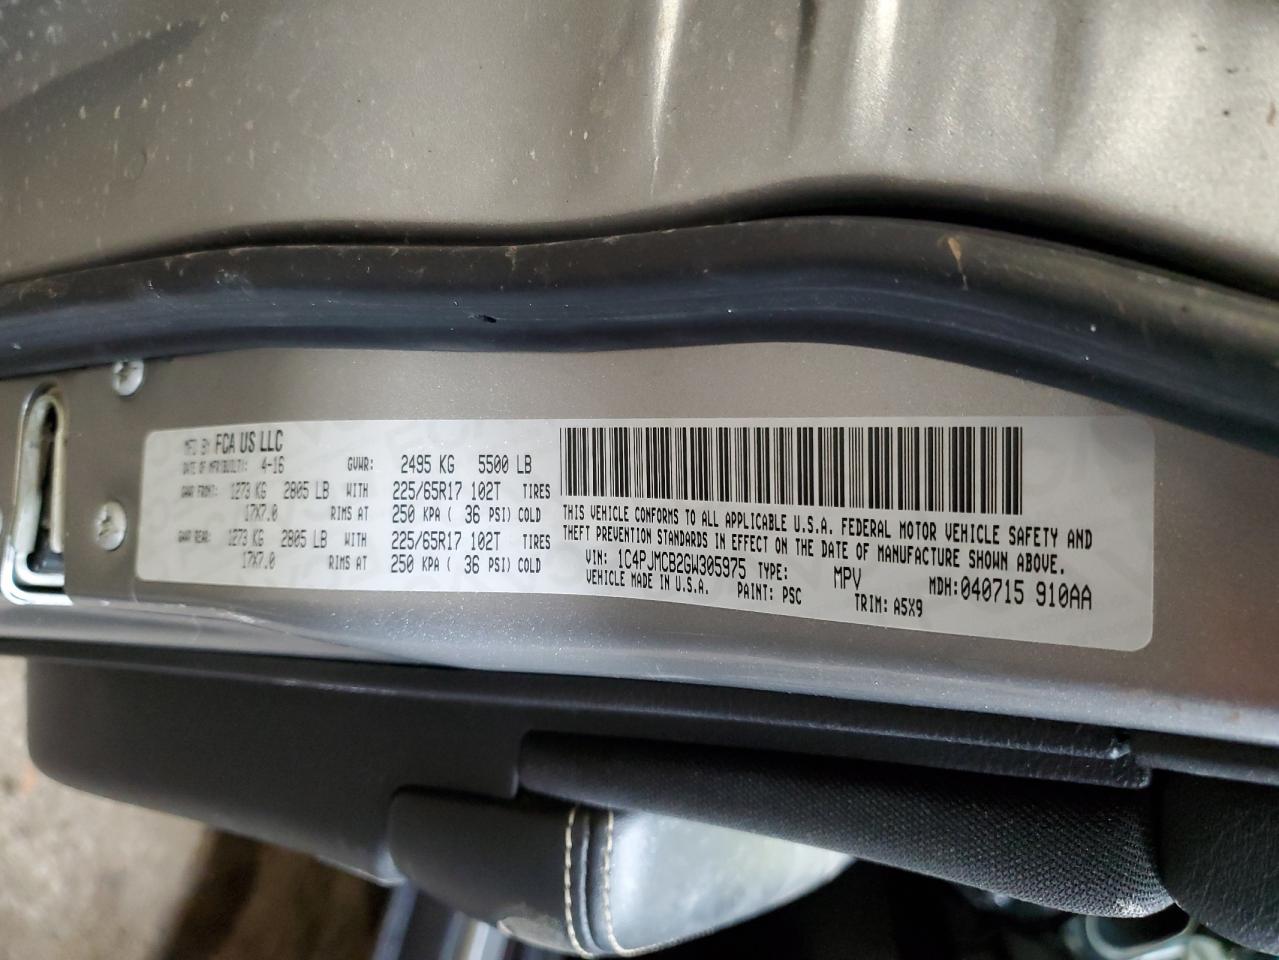 MFD BY FCA US LLC
DATE OF MFR(BUILT): 4-16 GVWR: 2495 KG 5500 LB
GAWR FRONT: 1273 KG 2805 LB WITH 225/65R17 102T TIRES
17X7.0 RIMS AT 250 KPA ( 36 PSI) COLD
GAWR REAR: 1273 KG 2805 LB WITH 225/65R17 102T TIRES
17X7.0 RIMS AT 250 KPA ( 36 PSI) COLD
THIS VEHICLE CONFORMS TO ALL APPLICABLE U.S.A. FEDERAL MOTOR VEHICLE SAFETY AND
THEFT PREVENTION STANDARDS IN EFFECT ON THE DATE OF MANUFACTURE SHOWN ABOVE.
VIN: 1C4PJMCB2GW305975 TYPE: MPV MDH:040715 910AA
VEHICLE MADE IN U.S.A. PAINT: PSC TRIM: A5X9